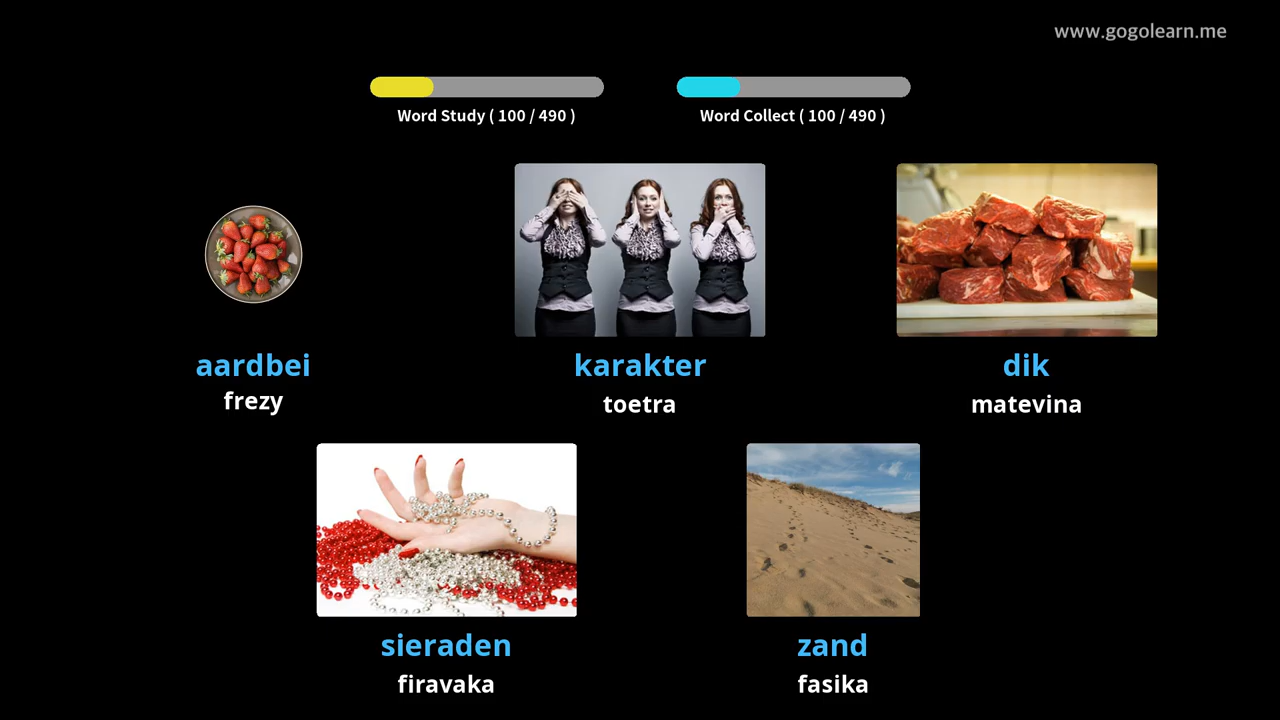 www.gogolearn.me
Word Study ( 100 / 490 )
Word Collect ( 100 / 490 )
aardbei
frezy
karakter
toetra
dik
matevina
sieraden
firavaka
zand
fasika